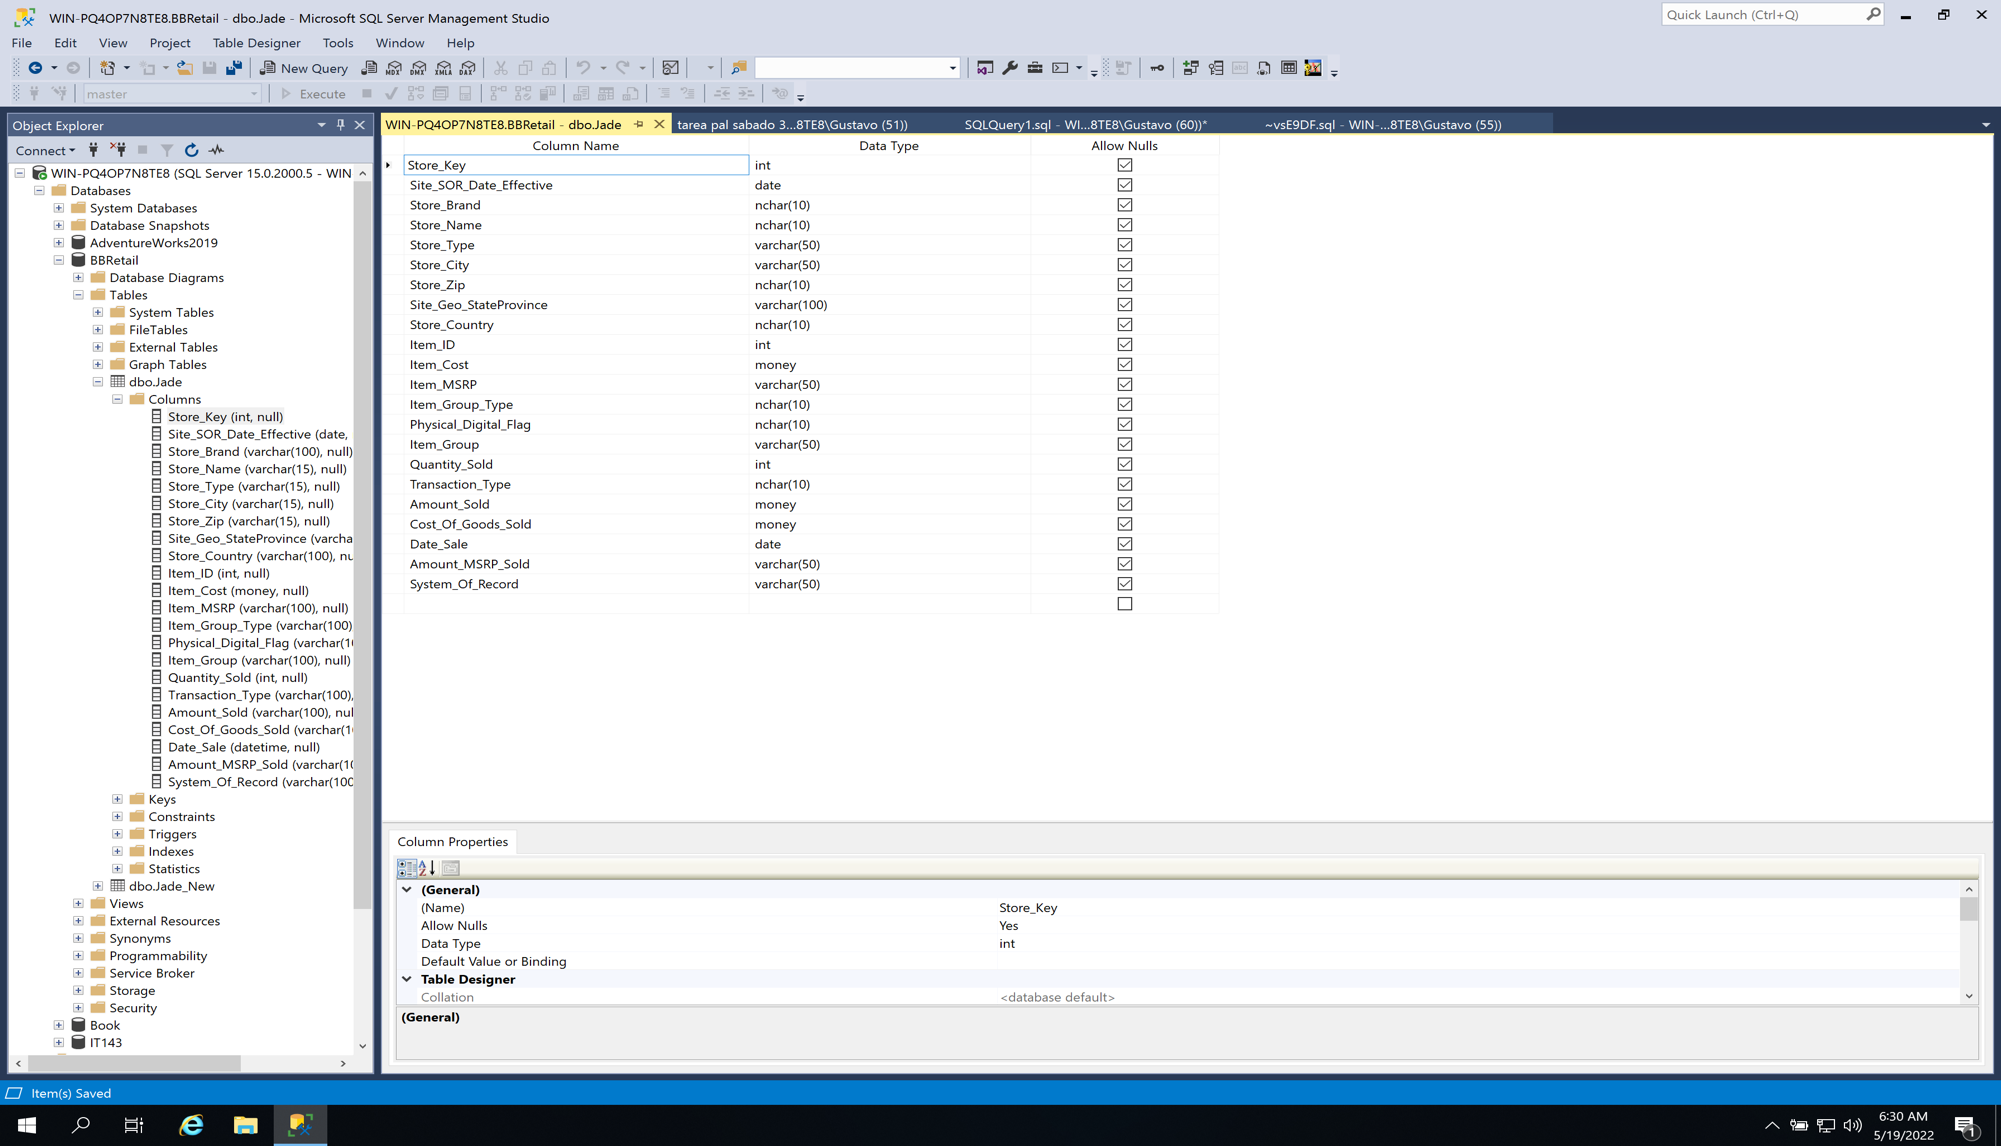 WIN-PQ4OP7N8TE8.BBRetail - dbo.Jade - Microsoft SQL Server Management Studio
Quick Launch (Ctrl+Q)
File Edit View Project Table Designer Tools Window Help
New Query MDX DMX XMLA DAX
master Execute
Object Explorer
Connect
WIN-PQ4OP7N8TE8 (SQL Server 15.0.2000.5 - WIN
Databases
System Databases
Database Snapshots
AdventureWorks2019
BBRetail
Database Diagrams
Tables
System Tables
FileTables
External Tables
Graph Tables
dbo.Jade
Columns
Store_Key (int, null)
Site_SOR_Date_Effective (date,
Store_Brand (varchar(100), null)
Store_Name (varchar(15), null)
Store_Type (varchar(15), null)
Store_City (varchar(15), null)
Store_Zip (varchar(15), null)
Site_Geo_StateProvince (varcha
Store_Country (varchar(100), nu
Item_ID (int, null)
Item_Cost (money, null)
Item_MSRP (varchar(100), null)
Item_Group_Type (varchar(100)
Physical_Digital_Flag (varchar(10
Item_Group (varchar(100), null)
Quantity_Sold (int, null)
Transaction_Type (varchar(100),
Amount_Sold (varchar(100), nul
Cost_Of_Goods_Sold (varchar(1
Date_Sale (datetime, null)
Amount_MSRP_Sold (varchar(10
System_Of_Record (varchar(100
Keys
Constraints
Triggers
Indexes
Statistics
dbo.Jade_New
Views
External Resources
Synonyms
Programmability
Service Broker
Storage
Security
Book
IT143
WIN-PQ4OP7N8TE8.BBRetail - dbo.Jade
tarea pal sabado 3...8TE8\Gustavo (51))
SQLQuery1.sql - WI...8TE8\Gustavo (60))*
~vsE9DF.sql - WIN-...8TE8\Gustavo (55))
Column Name Data Type Allow Nulls
Store_Key int
Site_SOR_Date_Effective date
Store_Brand nchar(10)
Store_Name nchar(10)
Store_Type varchar(50)
Store_City varchar(50)
Store_Zip nchar(10)
Site_Geo_StateProvince varchar(100)
Store_Country nchar(10)
Item_ID int
Item_Cost money
Item_MSRP varchar(50)
Item_Group_Type nchar(10)
Physical_Digital_Flag nchar(10)
Item_Group varchar(50)
Quantity_Sold int
Transaction_Type nchar(10)
Amount_Sold money
Cost_Of_Goods_Sold money
Date_Sale date
Amount_MSRP_Sold varchar(50)
System_Of_Record varchar(50)
Column Properties
(General)
(Name) Store_Key
Allow Nulls Yes
Data Type int
Default Value or Binding
Table Designer
Collation <database default>
(General)
Item(s) Saved
6:30 AM
5/19/2022
1